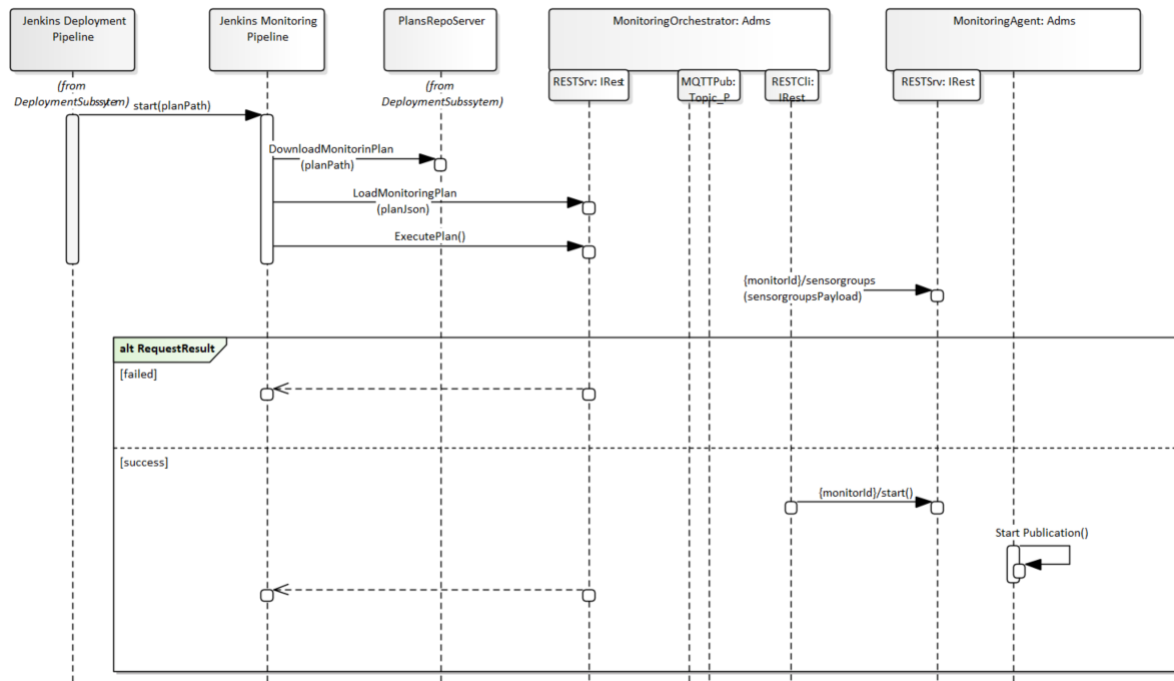 Jenkins Deployment
Pipeline
Jenkins Monitoring
Pipeline
PlansRepoServer
MonitoringOrchestrator: Adms
MonitoringAgent: Adms
(from
DeploymentSubssytem)
(from
DeploymentSubssytem)
RESTSrv: IRest
MQTTPub:
Topic_P
RESTCli:
IRest
RESTSrv: IRest
start(planPath)
DownloadMonitorinPlan
(planPath)
LoadMonitoringPlan
(planJson)
ExecutePlan()
{monitorId}/sensorgroups
(sensorgroupsPayload)
alt RequestResult
[failed]
[success]
{monitorId}/start()
Start Publication()